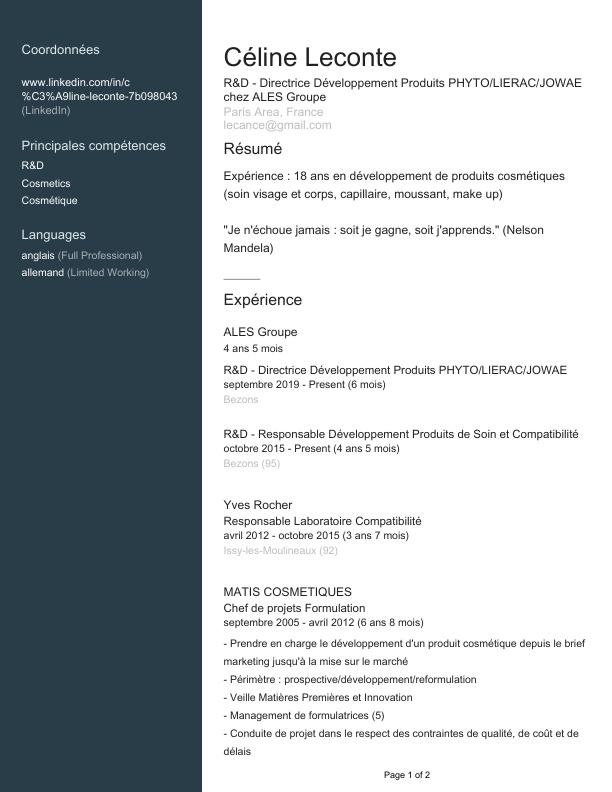 Coordonnées
www.linkedin.com/in/c
%C3%A9line-leconte-7b098043
(LinkedIn)
Principales compétences
R&D
Cosmetics
Cosmétique
Languages
anglais (Full Professional)
allemand (Limited Working)
Céline Leconte
R&D - Directrice Développement Produits PHYTO/LIERAC/JOWAE
chez ALES Groupe
Paris Area, France
lecance@gmail.com
Résumé
Expérience : 18 ans en développement de produits cosmétiques
(soin visage et corps, capillaire, moussant, make up)
"Je n'échoue jamais : soit je gagne, soit j'apprends." (Nelson
Mandela)
Expérience
ALES Groupe
4 ans 5 mois
R&D - Directrice Développement Produits PHYTO/LIERAC/JOWAE
septembre 2019 - Present (6 mois)
Bezons
R&D - Responsable Développement Produits de Soin et Compatibilité
octobre 2015 - Present (4 ans 5 mois)
Bezons (95)
Yves Rocher
Responsable Laboratoire Compatibilité
avril 2012 - octobre 2015 (3 ans 7 mois)
Issy-les-Moulineaux (92)
MATIS COSMETIQUES
Chef de projets Formulation
septembre 2005 - avril 2012 (6 ans 8 mois)
- Prendre en charge le développement d'un produit cosmétique depuis le brief
marketing jusqu'à la mise sur le marché
- Périmètre : prospective/développement/reformulation
- Veille Matières Premières et Innovation
- Management de formulatrices (5)
- Conduite de projet dans le respect des contraintes de qualité, de coût et de
délais
Page 1 of 2